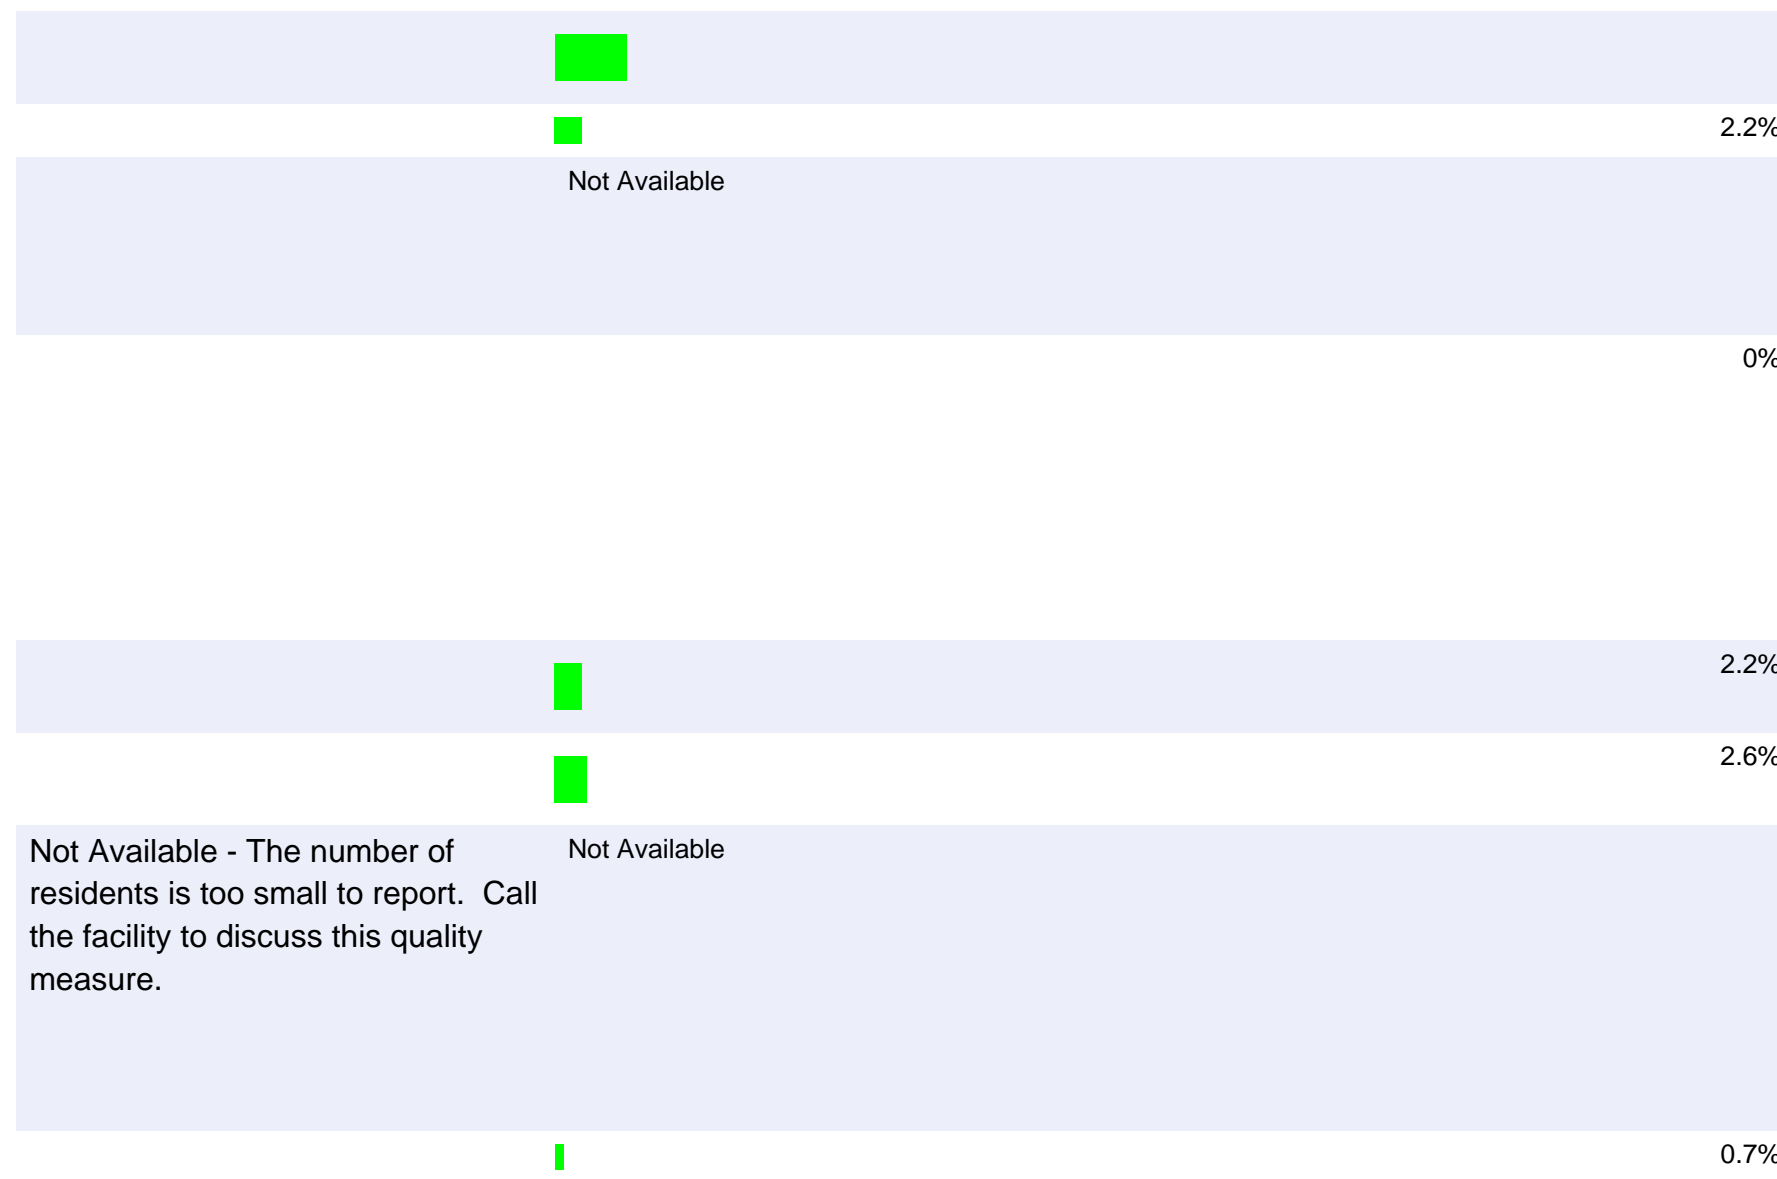 2.2%
Not Available
0%
2.2%
2.6%
Not Available - The number of
residents is too small to report.  Call
the facility to discuss this quality
measure.
Not Available
0.7%